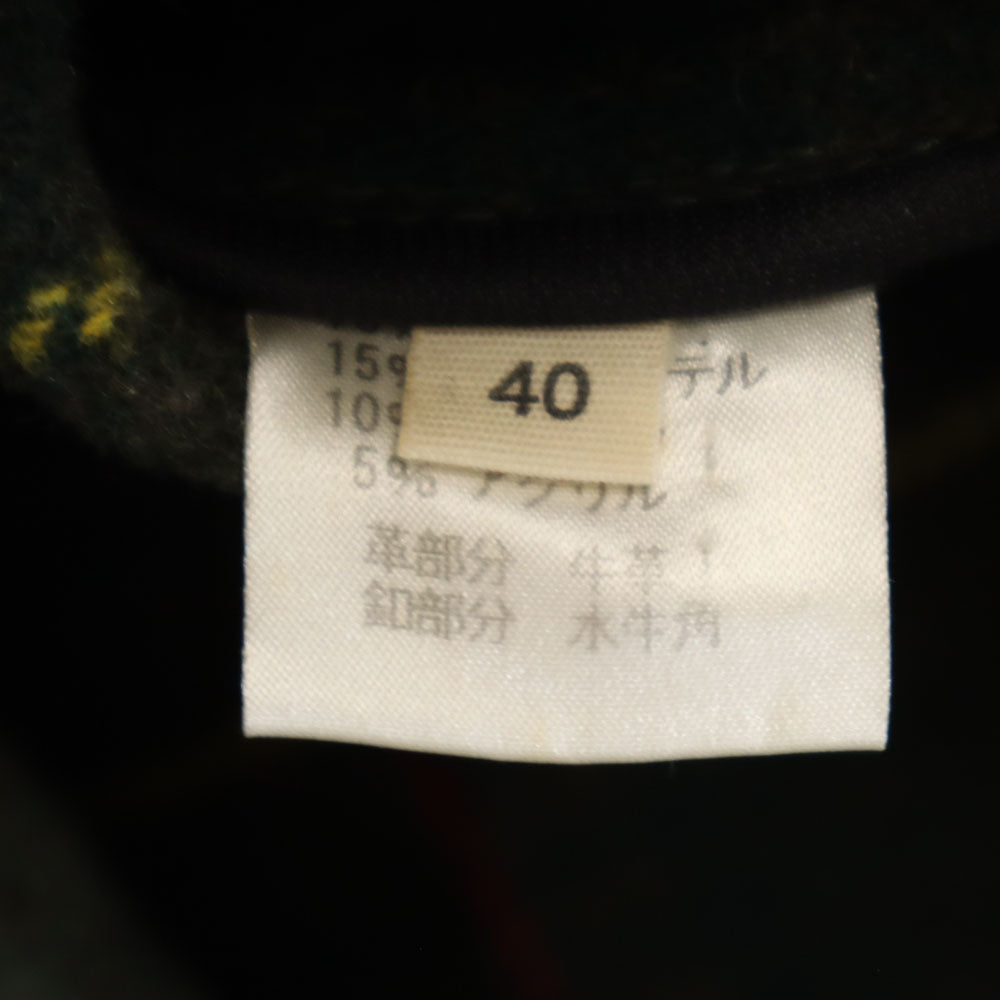 15%
デル
40
10%
5% アクリル
革部分 牛革
釦部分 水牛角